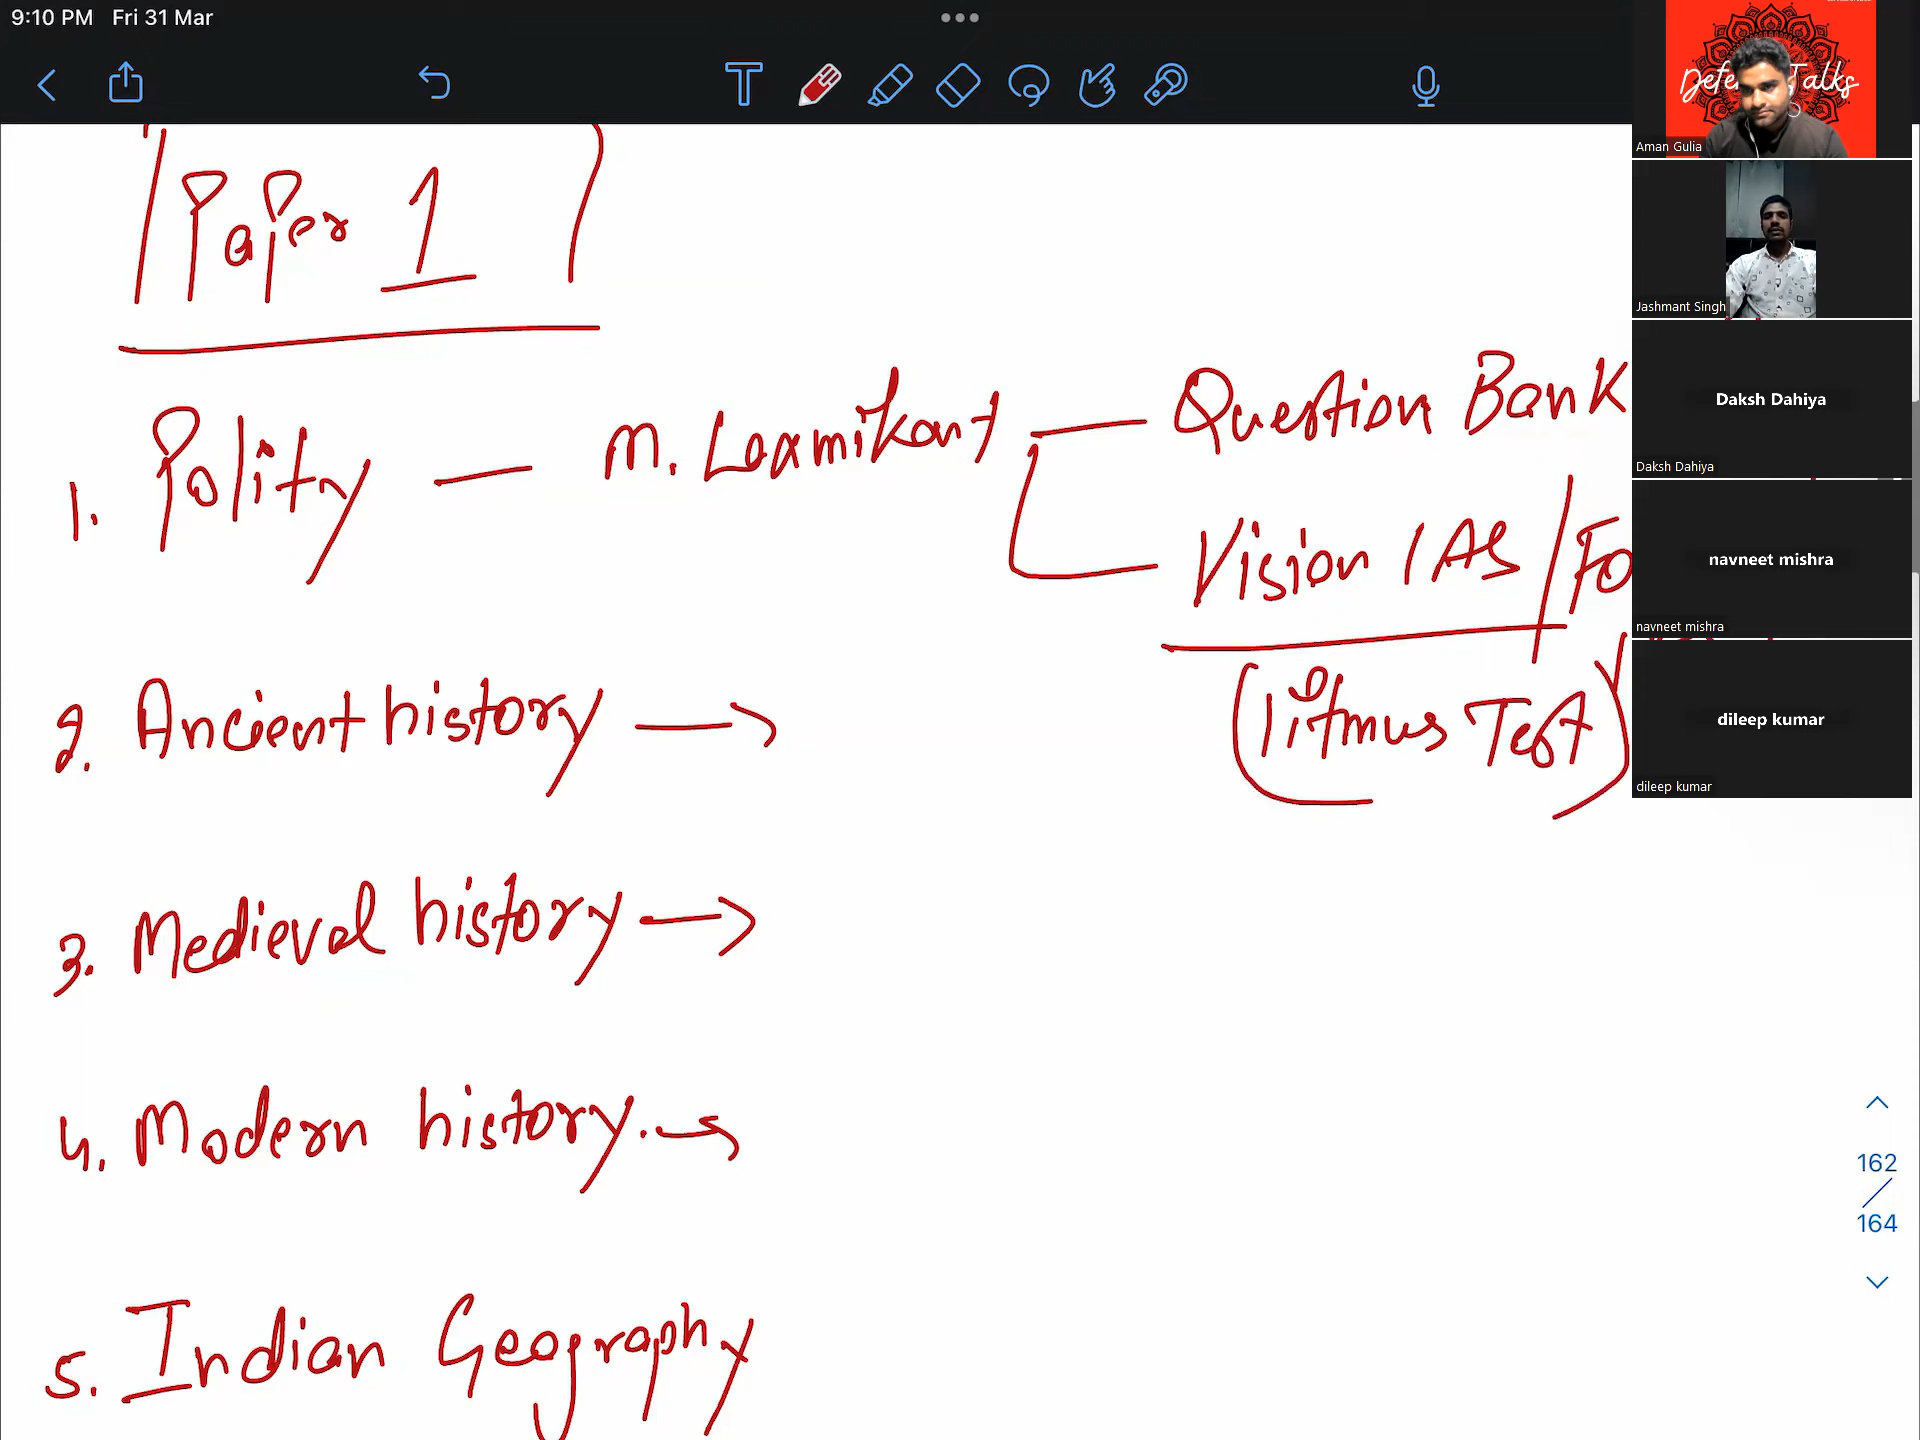 9:10 PM Fri 31 Mar
Paper 1
1. Polity — M. Laxmikant — Question Bank
Vision IAS / Fo
(litmus Test)
2. Ancient history →
3. Medieval history →
4. Modern history. →
5. Indian Geography
Talks
Aman Gulia
Jashmant Singh
Daksh Dahiya
Daksh Dahiya
navneet mishra
navneet mishra
dileep kumar
dileep kumar
162
/
164